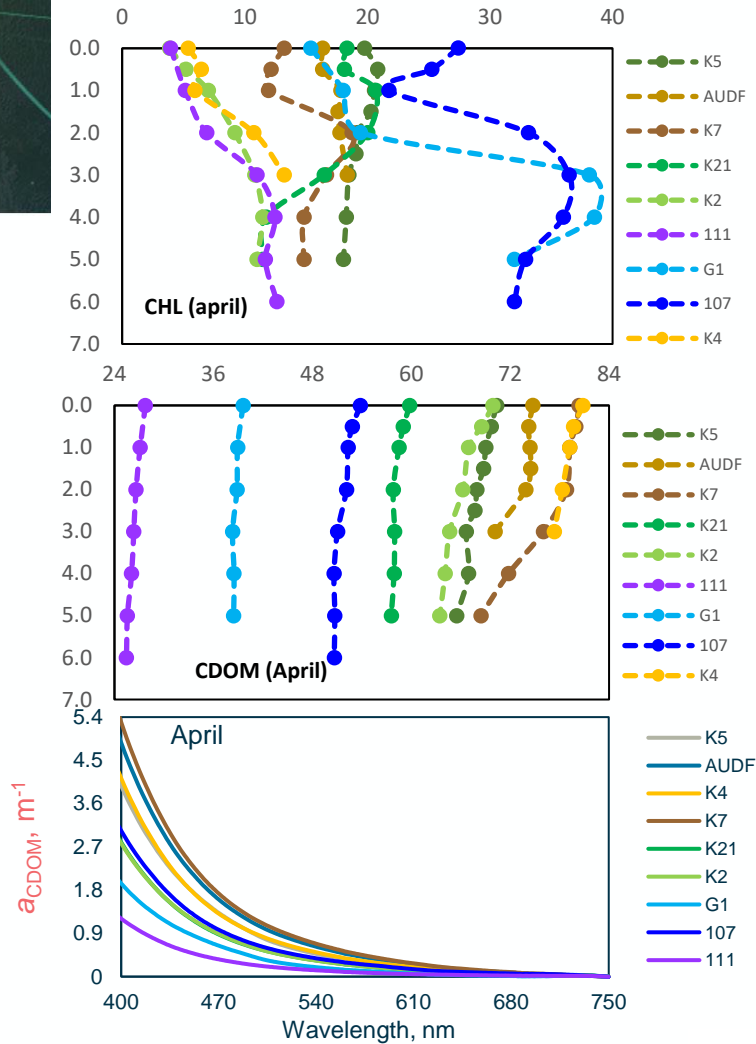 0 10 20 30 40
0.0
1.0
2.0
3.0
4.0
5.0
6.0
7.0
CHL (april)
K5
AUDF
K7
K21
K2
111
G1
107
K4
24 36 48 60 72 84
0.0
1.0
2.0
3.0
4.0
5.0
6.0
7.0
CDOM (April)
K5
AUDF
K7
K21
K2
111
G1
107
K4
5.4
4.5
3.6
2.7
1.8
0.9
0
April
aCDOM, m-1
400 470 540 610 680 750
Wavelength, nm
K5
AUDF
K4
K7
K21
K2
G1
107
111